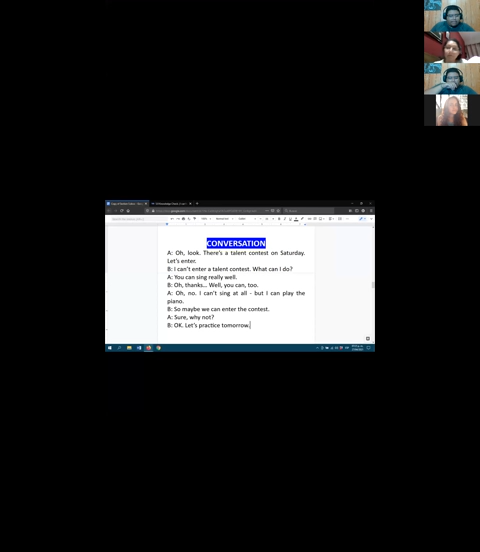 CONVERSATION
A: Oh, look. There's a talent contest on Saturday.
Let's enter.
B: I can't enter a talent contest. What can I do?
A: You can sing really well.
B: Oh, thanks... Well, you can, too.
A: Oh, no. I can't sing at all - but I can play the
piano.
B: So maybe we can enter the contest.
A: Sure, why not?
B: OK. Let's practice tomorrow.